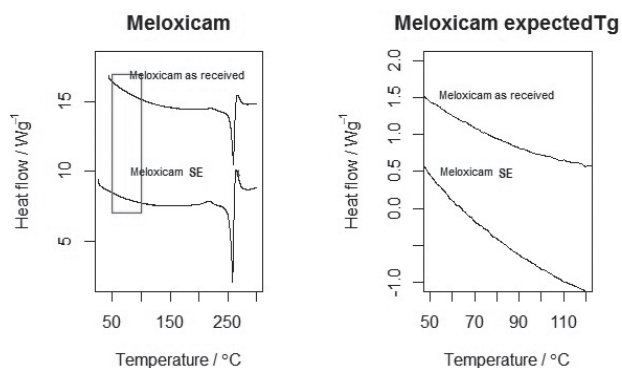 Meloxicam
Meloxicam as received
Meloxicam SE
Heat flow / Wg⁻¹
5 10 15
50 150 250
Temperature / °C
Meloxicam expectedTg
Meloxicam as received
Meloxicam SE
Heat flow / Wg⁻¹
-1.0 0.0 0.5 1.0 1.5 2.0
50 70 90 110
Temperature / °C